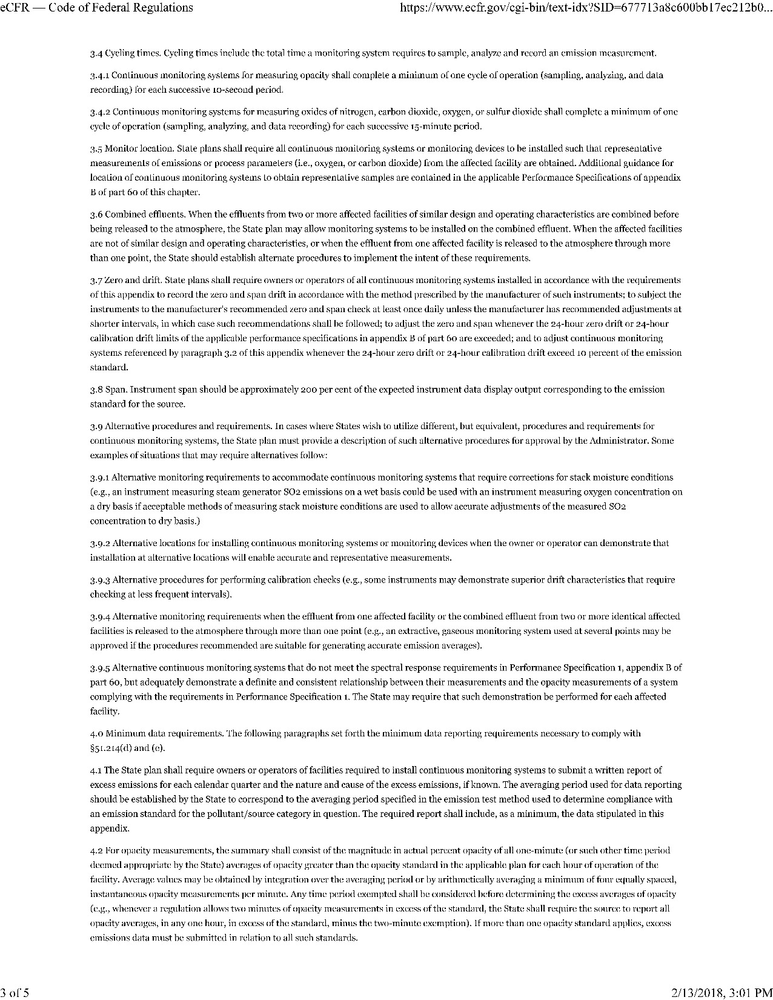 eCFR — Code of Federal Regulations https://www.ecfr.gov/cgi-bin/text-idx?SID=677713a8c600bb17ec212b0...
3.4 Cycling times. Cycling times include the total time a monitoring system requires to sample, analyze and record an emission measurement.
3.4.1 Continuous monitoring systems for measuring opacity shall complete a minimum of one cycle of operation (sampling, analyzing, and data
recording) for each successive 10-second period.
3.4.2 Continuous monitoring systems for measuring oxides of nitrogen, carbon dioxide, oxygen, or sulfur dioxide shall complete a minimum of one
cycle of operation (sampling, analyzing, and data recording) for each successive 15-minute period.
3.5 Monitor location. State plans shall require all continuous monitoring systems or monitoring devices to be installed such that representative
measurements of emissions or process parameters (i.e., oxygen, or carbon dioxide) from the affected facility are obtained. Additional guidance for
location of continuous monitoring systems to obtain representative samples are contained in the applicable Performance Specifications of appendix
B of part 60 of this chapter.
3.6 Combined effluents. When the effluents from two or more affected facilities of similar design and operating characteristics are combined before
being released to the atmosphere, the State plan may allow monitoring systems to be installed on the combined effluent. When the affected facilities
are not of similar design and operating characteristics, or when the effluent from one affected facility is released to the atmosphere through more
than one point, the State should establish alternate procedures to implement the intent of these requirements.
3.7 Zero and drift. State plans shall require owners or operators of all continuous monitoring systems installed in accordance with the requirements
of this appendix to record the zero and span drift in accordance with the method prescribed by the manufacturer of such instruments; to subject the
instruments to the manufacturer's recommended zero and span check at least once daily unless the manufacturer has recommended adjustments at
shorter intervals, in which case such recommendations shall be followed; to adjust the zero and span whenever the 24-hour zero drift or 24-hour
calibration drift limits of the applicable performance specifications in appendix B of part 60 are exceeded; and to adjust continuous monitoring
systems referenced by paragraph 3.2 of this appendix whenever the 24-hour zero drift or 24-hour calibration drift exceed 10 percent of the emission
standard.
3.8 Span. Instrument span should be approximately 200 per cent of the expected instrument data display output corresponding to the emission
standard for the source.
3.9 Alternative procedures and requirements. In cases where States wish to utilize different, but equivalent, procedures and requirements for
continuous monitoring systems, the State plan must provide a description of such alternative procedures for approval by the Administrator. Some
examples of situations that may require alternatives follow:
3.9.1 Alternative monitoring requirements to accommodate continuous monitoring systems that require corrections for stack moisture conditions
(e.g., an instrument measuring steam generator SO2 emissions on a wet basis could be used with an instrument measuring oxygen concentration on
a dry basis if acceptable methods of measuring stack moisture conditions are used to allow accurate adjustments of the measured SO2
concentration to dry basis.)
3.9.2 Alternative locations for installing continuous monitoring systems or monitoring devices when the owner or operator can demonstrate that
installation at alternative locations will enable accurate and representative measurements.
3.9.3 Alternative procedures for performing calibration checks (e.g., some instruments may demonstrate superior drift characteristics that require
checking at less frequent intervals).
3.9.4 Alternative monitoring requirements when the effluent from one affected facility or the combined effluent from two or more identical affected
facilities is released to the atmosphere through more than one point (e.g., an extractive, gaseous monitoring system used at several points may be
approved if the procedures recommended are suitable for generating accurate emission averages).
3.9.5 Alternative continuous monitoring systems that do not meet the spectral response requirements in Performance Specification 1, appendix B of
part 60, but adequately demonstrate a definite and consistent relationship between their measurements and the opacity measurements of a system
complying with the requirements in Performance Specification 1. The State may require that such demonstration be performed for each affected
facility.
4.0 Minimum data requirements. The following paragraphs set forth the minimum data reporting requirements necessary to comply with
§51.214(d) and (e).
4.1 The State plan shall require owners or operators of facilities required to install continuous monitoring systems to submit a written report of
excess emissions for each calendar quarter and the nature and cause of the excess emissions, if known. The averaging period used for data reporting
should be established by the State to correspond to the averaging period specified in the emission test method used to determine compliance with
an emission standard for the pollutant/source category in question. The required report shall include, as a minimum, the data stipulated in this
appendix.
4.2 For opacity measurements, the summary shall consist of the magnitude in actual percent opacity of all one-minute (or such other time period
deemed appropriate by the State) averages of opacity greater than the opacity standard in the applicable plan for each hour of operation of the
facility. Average values may be obtained by integration over the averaging period or by arithmetically averaging a minimum of four equally spaced,
instantaneous opacity measurements per minute. Any time period exempted shall be considered before determining the excess averages of opacity
(e.g., whenever a regulation allows two minutes of opacity measurements in excess of the standard, the State shall require the source to report all
opacity averages, in any one hour, in excess of the standard, minus the two-minute exemption). If more than one opacity standard applies, excess
emissions data must be submitted in relation to all such standards.
3 of 5 2/13/2018, 3:01 PM